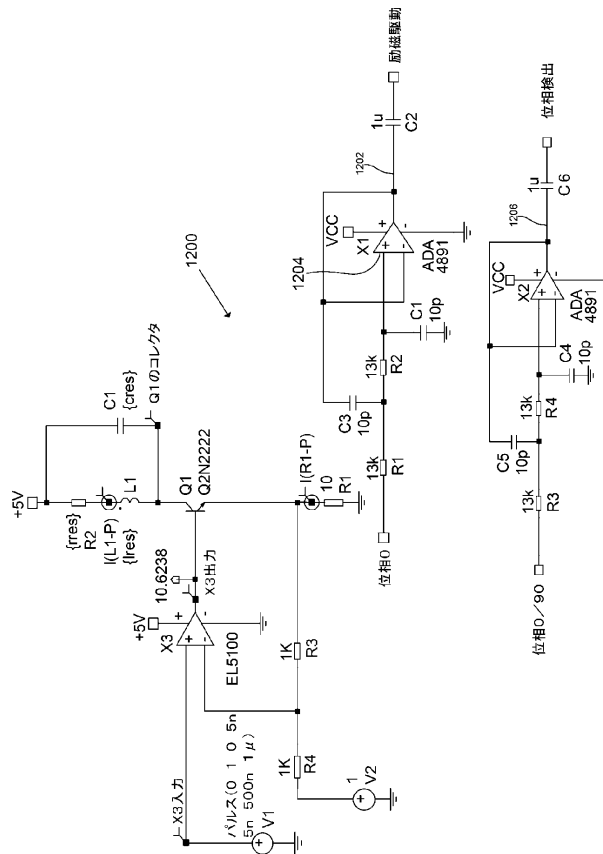 1200
+5V
{rres}
R2
I(L1-P)
{lres}
L1
C1
{cres}
Q1のコレクタ
Q1
Q2N2222
I(R1-P)
10
R1
+5V
X3
EL5100
10.6238
X3出力
1K
R3
1K
R4
1
V2
X3入力
パルス(0 1 0 5n
5n 500n 1μ)
V1
位相0
13k
R1
C3
10p
13k
R2
C1
10p
1204
VCC
X1
ADA
4891
1202
1u
C2
励磁駆動
位相0/90
13k
R3
C5
10p
13k
R4
C4
10p
VCC
X2
ADA
4891
1206
1u
C6
位相検出